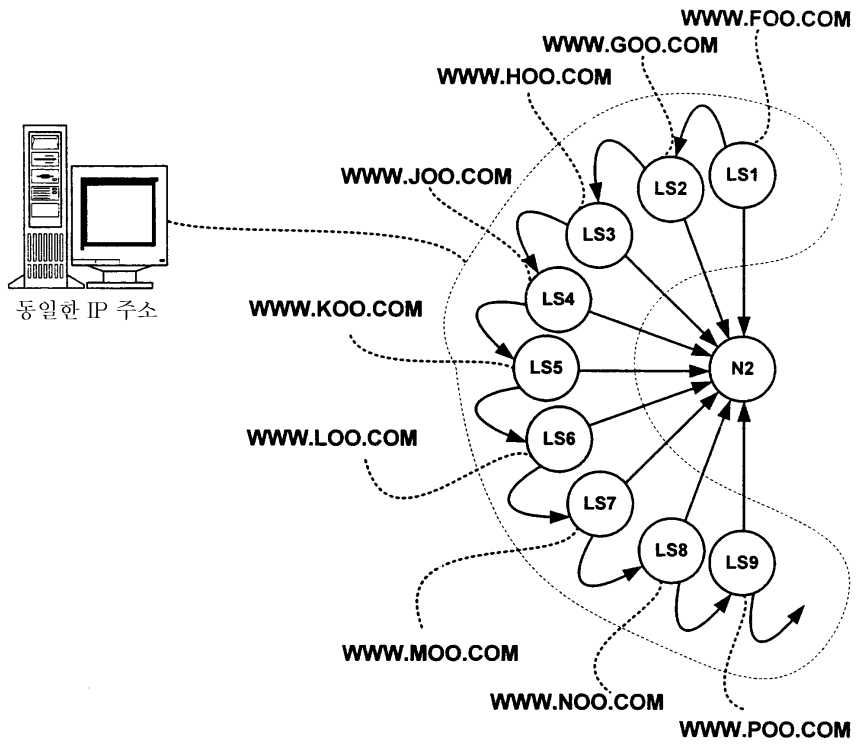 WWW.FOO.COM
WWW.GOO.COM
WWW.HOO.COM
WWW.JOO.COM
WWW.KOO.COM
WWW.LOO.COM
WWW.MOO.COM
WWW.NOO.COM
WWW.POO.COM
동일한 IP 주소
LS1
LS2
LS3
LS4
LS5
LS6
LS7
LS8
LS9
N2